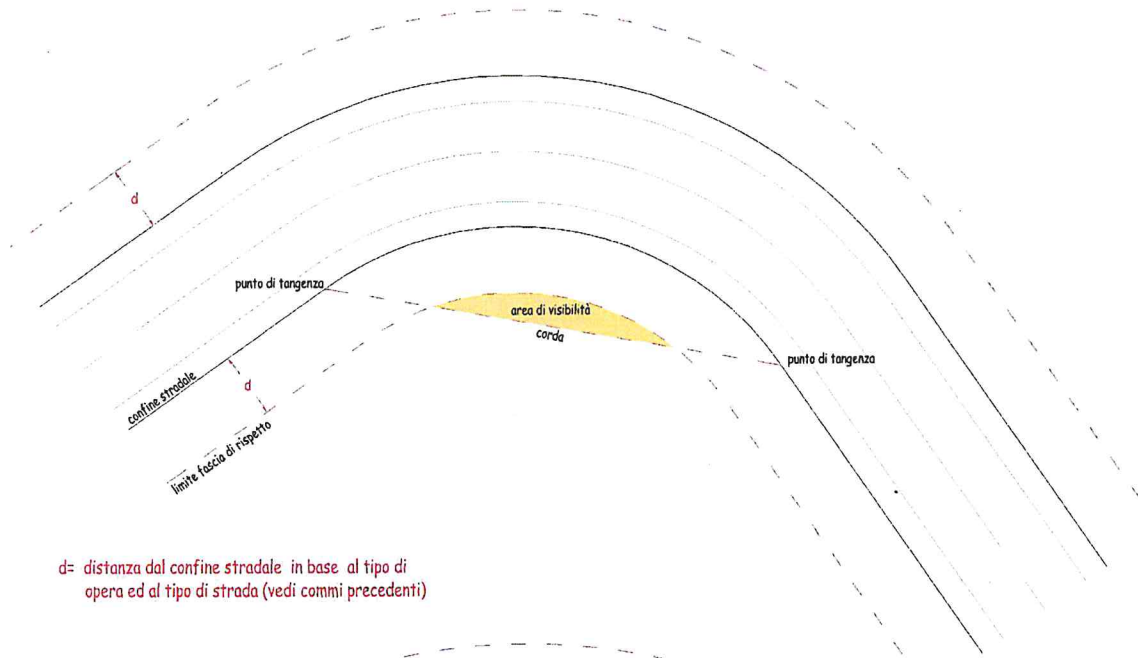 d
punto di tangenza
area di visibilità
corda
punto di tangenza
confine stradale
d
limite fascia di rispetto
d= distanza dal confine stradale in base al tipo di
opera ed al tipo di strada (vedi commi precedenti)